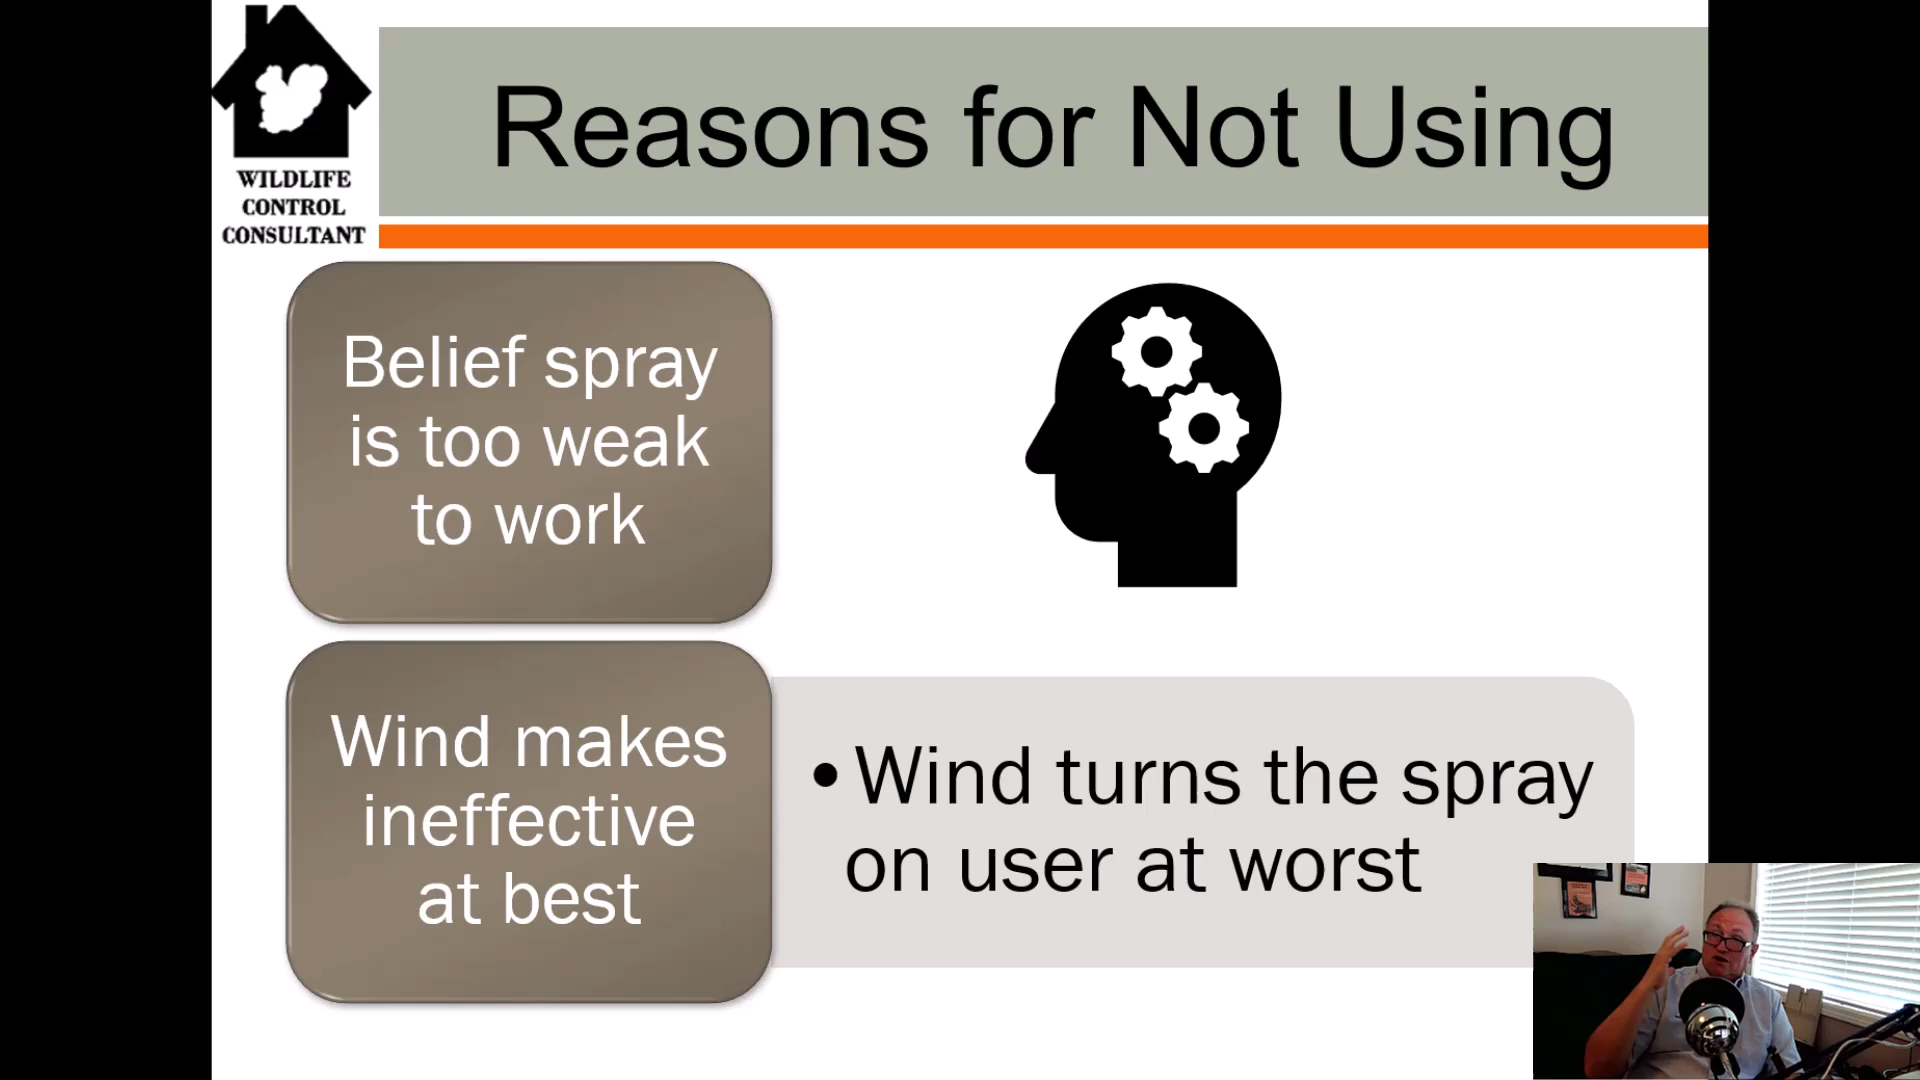 WILDLIFE
CONTROL
CONSULTANT
Reasons for Not Using
Belief spray
is too weak
to work
Wind makes
ineffective
at best
• Wind turns the spray
on user at worst